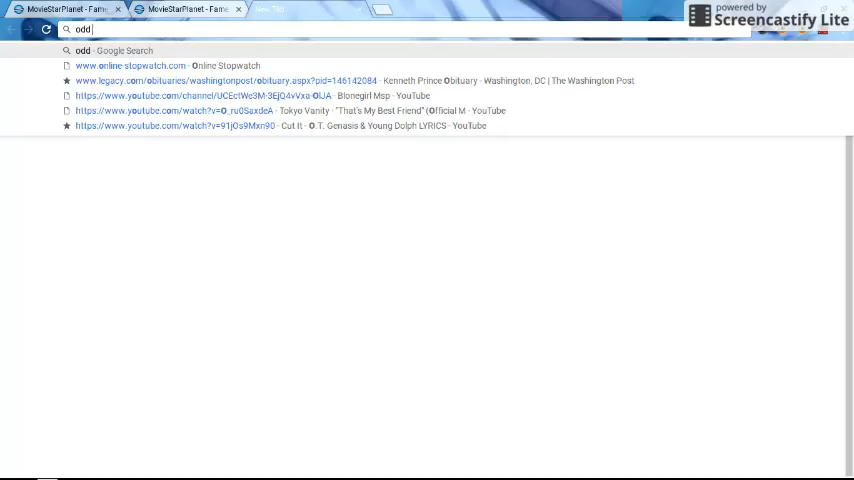 MovieStarPlanet - Fame MovieStarPlanet - Fame New Tab
powered by
Screencastify Lite
odd
odd - Google Search
www.online-stopwatch.com - Online Stopwatch
www.legacy.com/obituaries/washingtonpost/obituary.aspx?pid=146142084 - Kenneth Prince Obituary - Washington, DC | The Washington Post
https://www.youtube.com/channel/UCEctWe3M-3EjQ4vVxa-OIJA - Blonegirl Msp - YouTube
https://www.youtube.com/watch?v=O_ru0SaxdeA - Tokyo Vanity - "That's My Best Friend" (Official M - YouTube
https://www.youtube.com/watch?v=91jOs9Mxn90 - Cut It - O.T. Genasis & Young Dolph LYRICS - YouTube